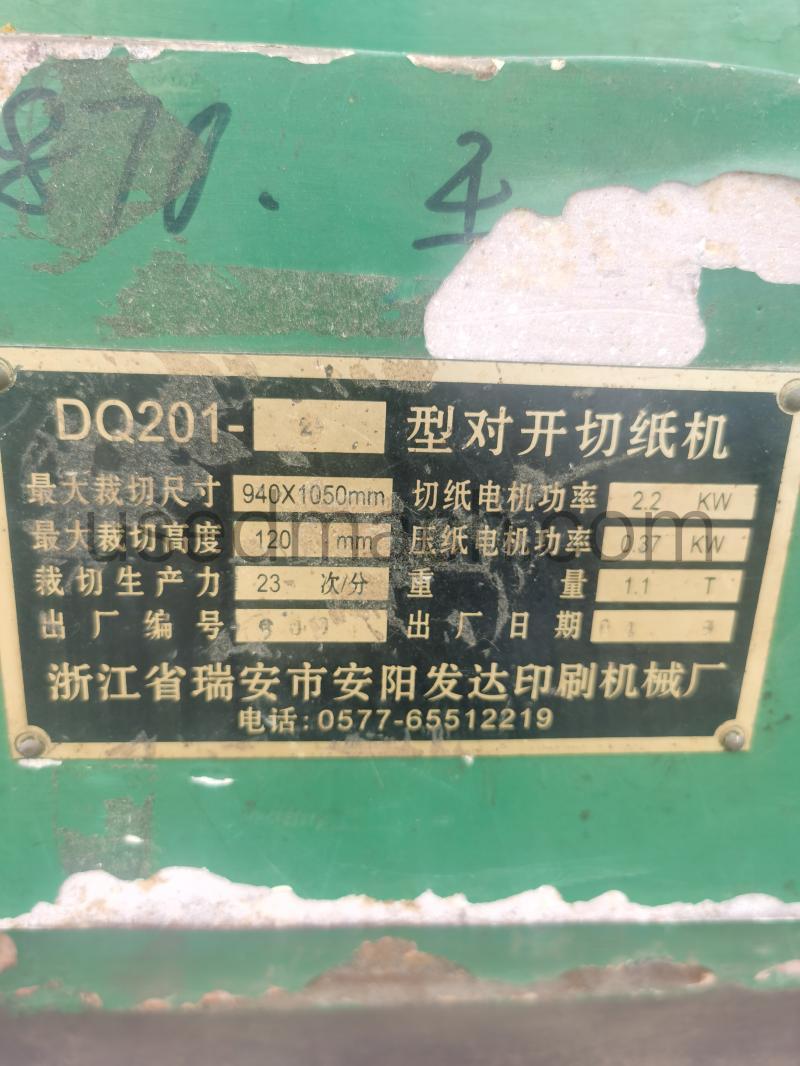 870.
DQ201- 2 型对开切纸机
最大裁切尺寸 940X1050mm 切纸电机功率 2.2 KW
最大裁切高度 120 mm 压纸电机功率 0.37 KW
裁切生产力 23 次/分 重量 1.1 T
出厂编号 出厂日期
浙江省瑞安市安阳发达印刷机械厂
电话:0577-65512219